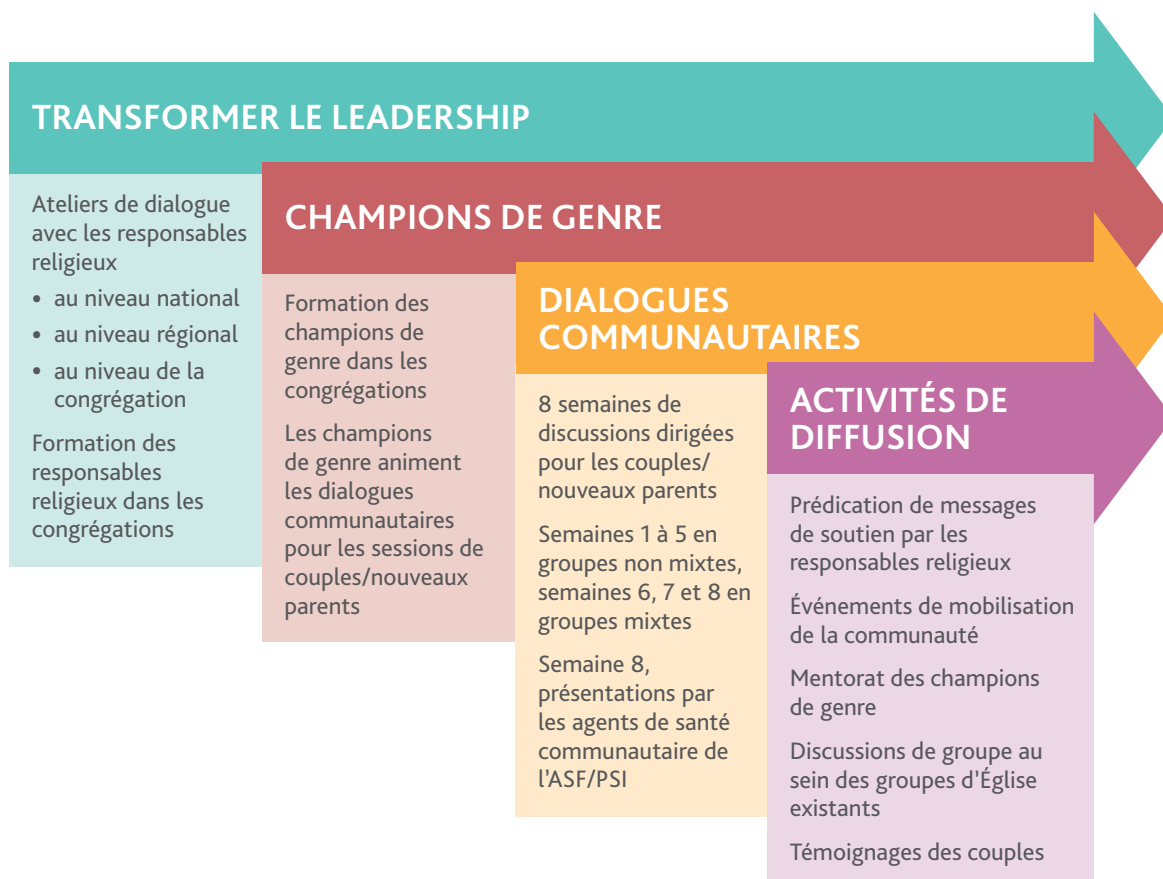 TRANSFORMER LE LEADERSHIP
Ateliers de dialogue
avec les responsables
religieux
• au niveau national
• au niveau régional
• au niveau de la
congrégation
Formation des
responsables
religieux dans les
congrégations
CHAMPIONS DE GENRE
Formation des
champions de
genre dans les
congrégations
Les champions
de genre animent
les dialogues
communautaires
pour les sessions de
couples/nouveaux
parents
DIALOGUES
COMMUNAUTAIRES
8 semaines de
discussions dirigées
pour les couples/
nouveaux parents
Semaines 1 à 5 en
groupes non mixtes,
semaines 6, 7 et 8 en
groupes mixtes
Semaine 8,
présentations par
les agents de santé
communautaire de
l'ASF/PSI
ACTIVITÉS DE
DIFFUSION
Prédication de messages
de soutien par les
responsables religieux
Événements de mobilisation
de la communauté
Mentorat des champions
de genre
Discussions de groupe au
sein des groupes d’Église
existants
Témoignages des couples